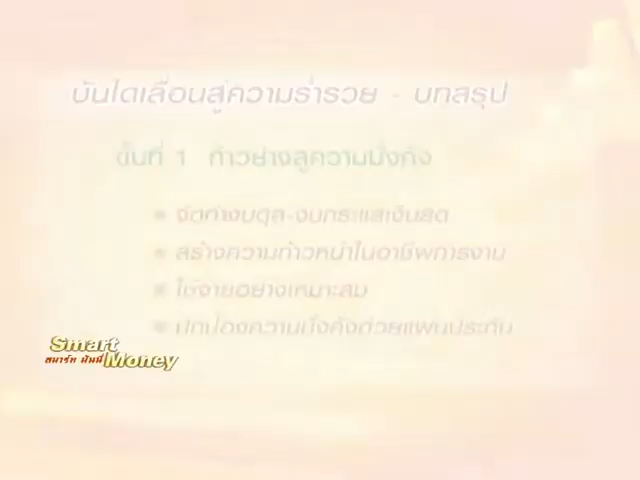 บันไดเลื่อนสู่ความร่ำรวย - บทสรุป
ขั้นที่ 1 ก้าวย่างสู่ความมั่งคั่ง
จัดทำงบดุล-งบกระแสเงินสด
สร้างความก้าวหน้าในอาชีพการงาน
ใช้จ่ายอย่างเหมาะสม
ปกป้องความมั่งคั่งด้วยแผนประกัน
Smart
สมาร์ท มันนี่ Money